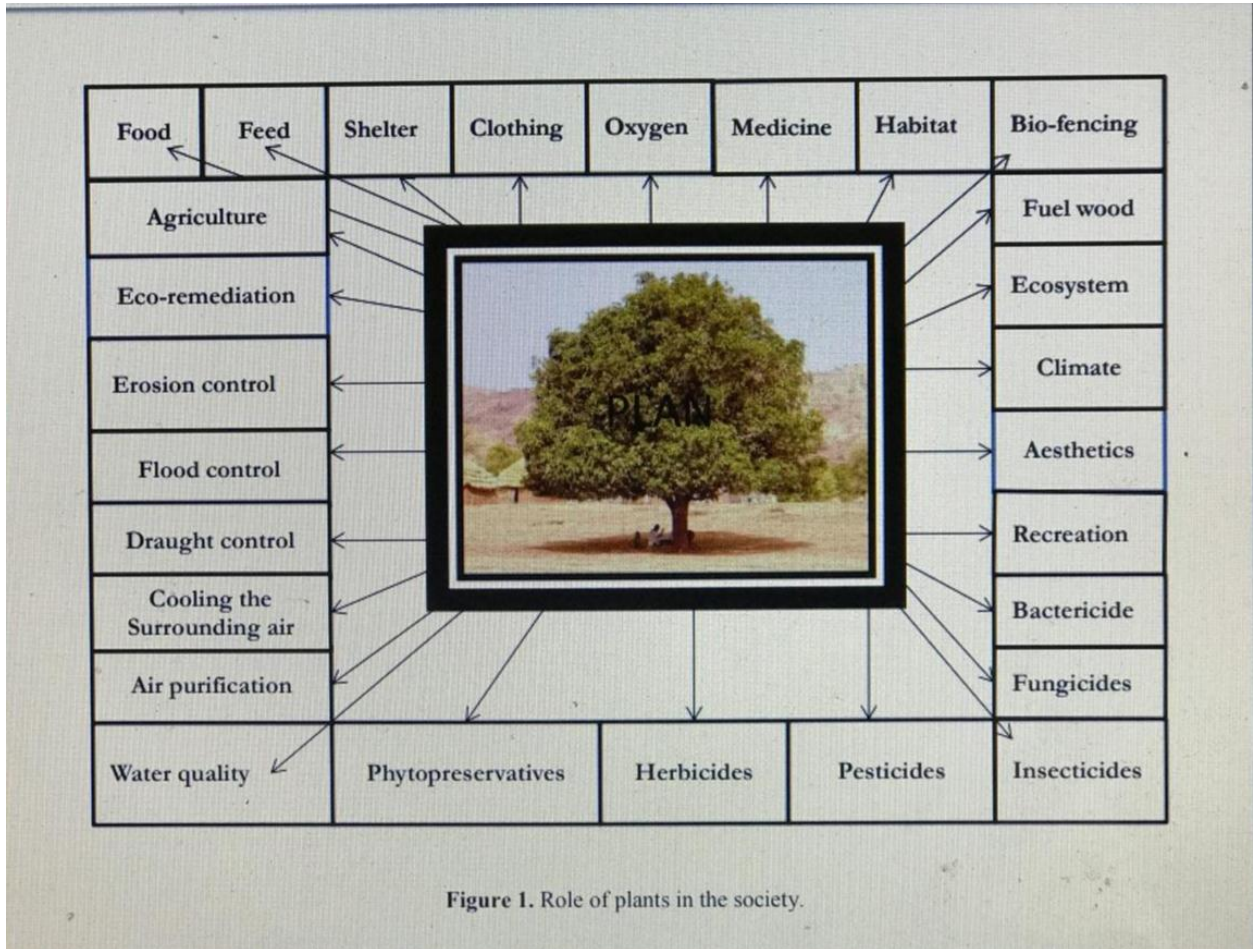 Food Feed Shelter Clothing Oxygen Medicine Habitat Bio-fencing
Agriculture
Fuel wood
Eco-remediation
Ecosystem
Erosion control
Climate
PLAN
Flood control
Aesthetics
Draught control
Recreation
Cooling the
Surrounding air
Bactericide
Air purification
Fungicides
Water quality Phytopreservatives Herbicides Pesticides Insecticides
Figure 1. Role of plants in the society.